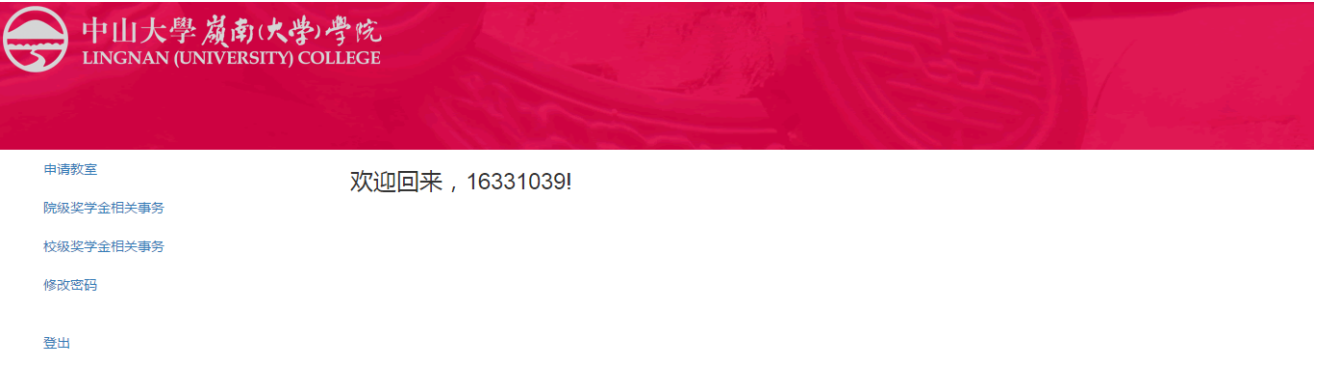 中山大學 嶺南(大学)学院
LINGNAN (UNIVERSITY) COLLEGE
申请教室
欢迎回来，16331039!
院级奖学金相关事务
校级奖学金相关事务
修改密码
登出